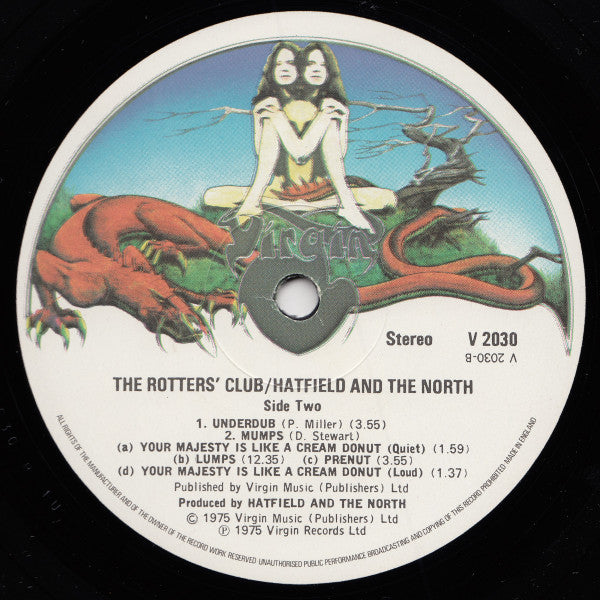 Virgin
Stereo V 2030
V 2030-B
THE ROTTERS' CLUB/HATFIELD AND THE NORTH
Side Two
1. UNDERDUB (P. Miller) (3.55)
2. MUMPS (D. Stewart)
(a) YOUR MAJESTY IS LIKE A CREAM DONUT (Quiet) (1.59)
(b) LUMPS (12.35) (c) PRENUT (3.55)
(d) YOUR MAJESTY IS LIKE A CREAM DONUT (Loud) (1.37)
Published by Virgin Music (Publishers) Ltd
Produced by HATFIELD AND THE NORTH
© 1975 Virgin Music (Publishers) Ltd
℗ 1975 Virgin Records Ltd
ALL RIGHTS OF THE MANUFACTURER AND OF THE OWNER OF THE RECORD WORK RESERVED UNAUTHORISED PUBLIC PERFORMANCE BROADCASTING AND COPYING OF THIS RECORD PROHIBITED MADE IN ENGLAND